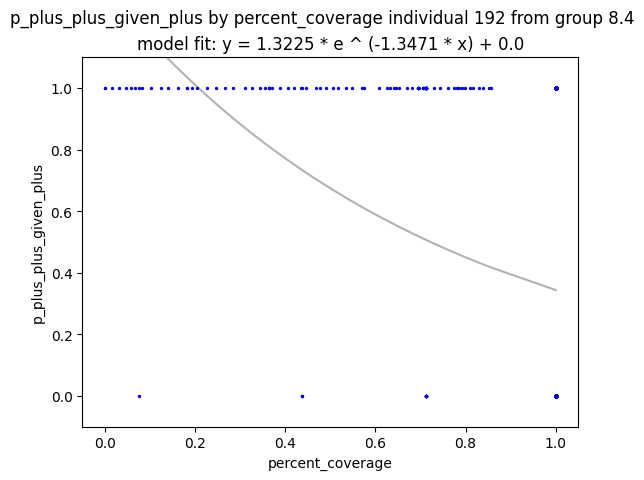 p_plus_plus_given_plus by percent_coverage individual 192 from group 8.4
model fit: y = 1.3225 * e ^ (-1.3471 * x) + 0.0
1.0
0.8
0.6
0.4
0.2
0.0
p_plus_plus_given_plus
0.0 0.2 0.4 0.6 0.8 1.0
percent_coverage